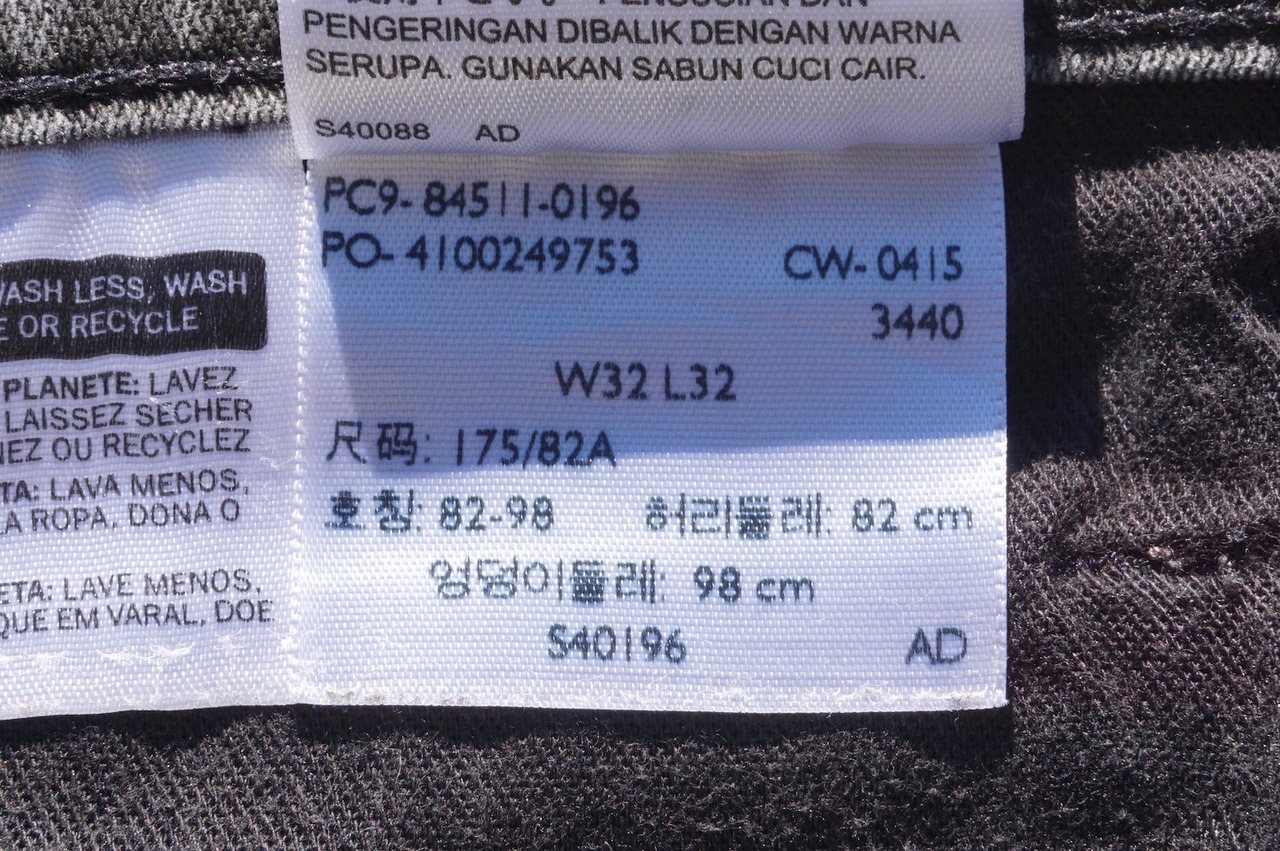 PENGERINGAN DIBALIK DENGAN WARNA
SERUPA. GUNAKAN SABUN CUCI CAIR.
S40088 AD
WASH LESS, WASH
E OR RECYCLE
PLANETE: LAVEZ
LAISSEZ SECHER
NEZ OU RECYCLEZ
TA: LAVA MENOS,
LA ROPA, DONA O
ETA: LAVE MENOS,
QUE EM VARAL, DOE
PC9-84511-0196
PO-4100249753 CW-0415
3440
W32 L32
尺码: 175/82A
호칭: 82-98 허리둘레: 82 cm
엉덩이둘레: 98 cm
S40196 AD